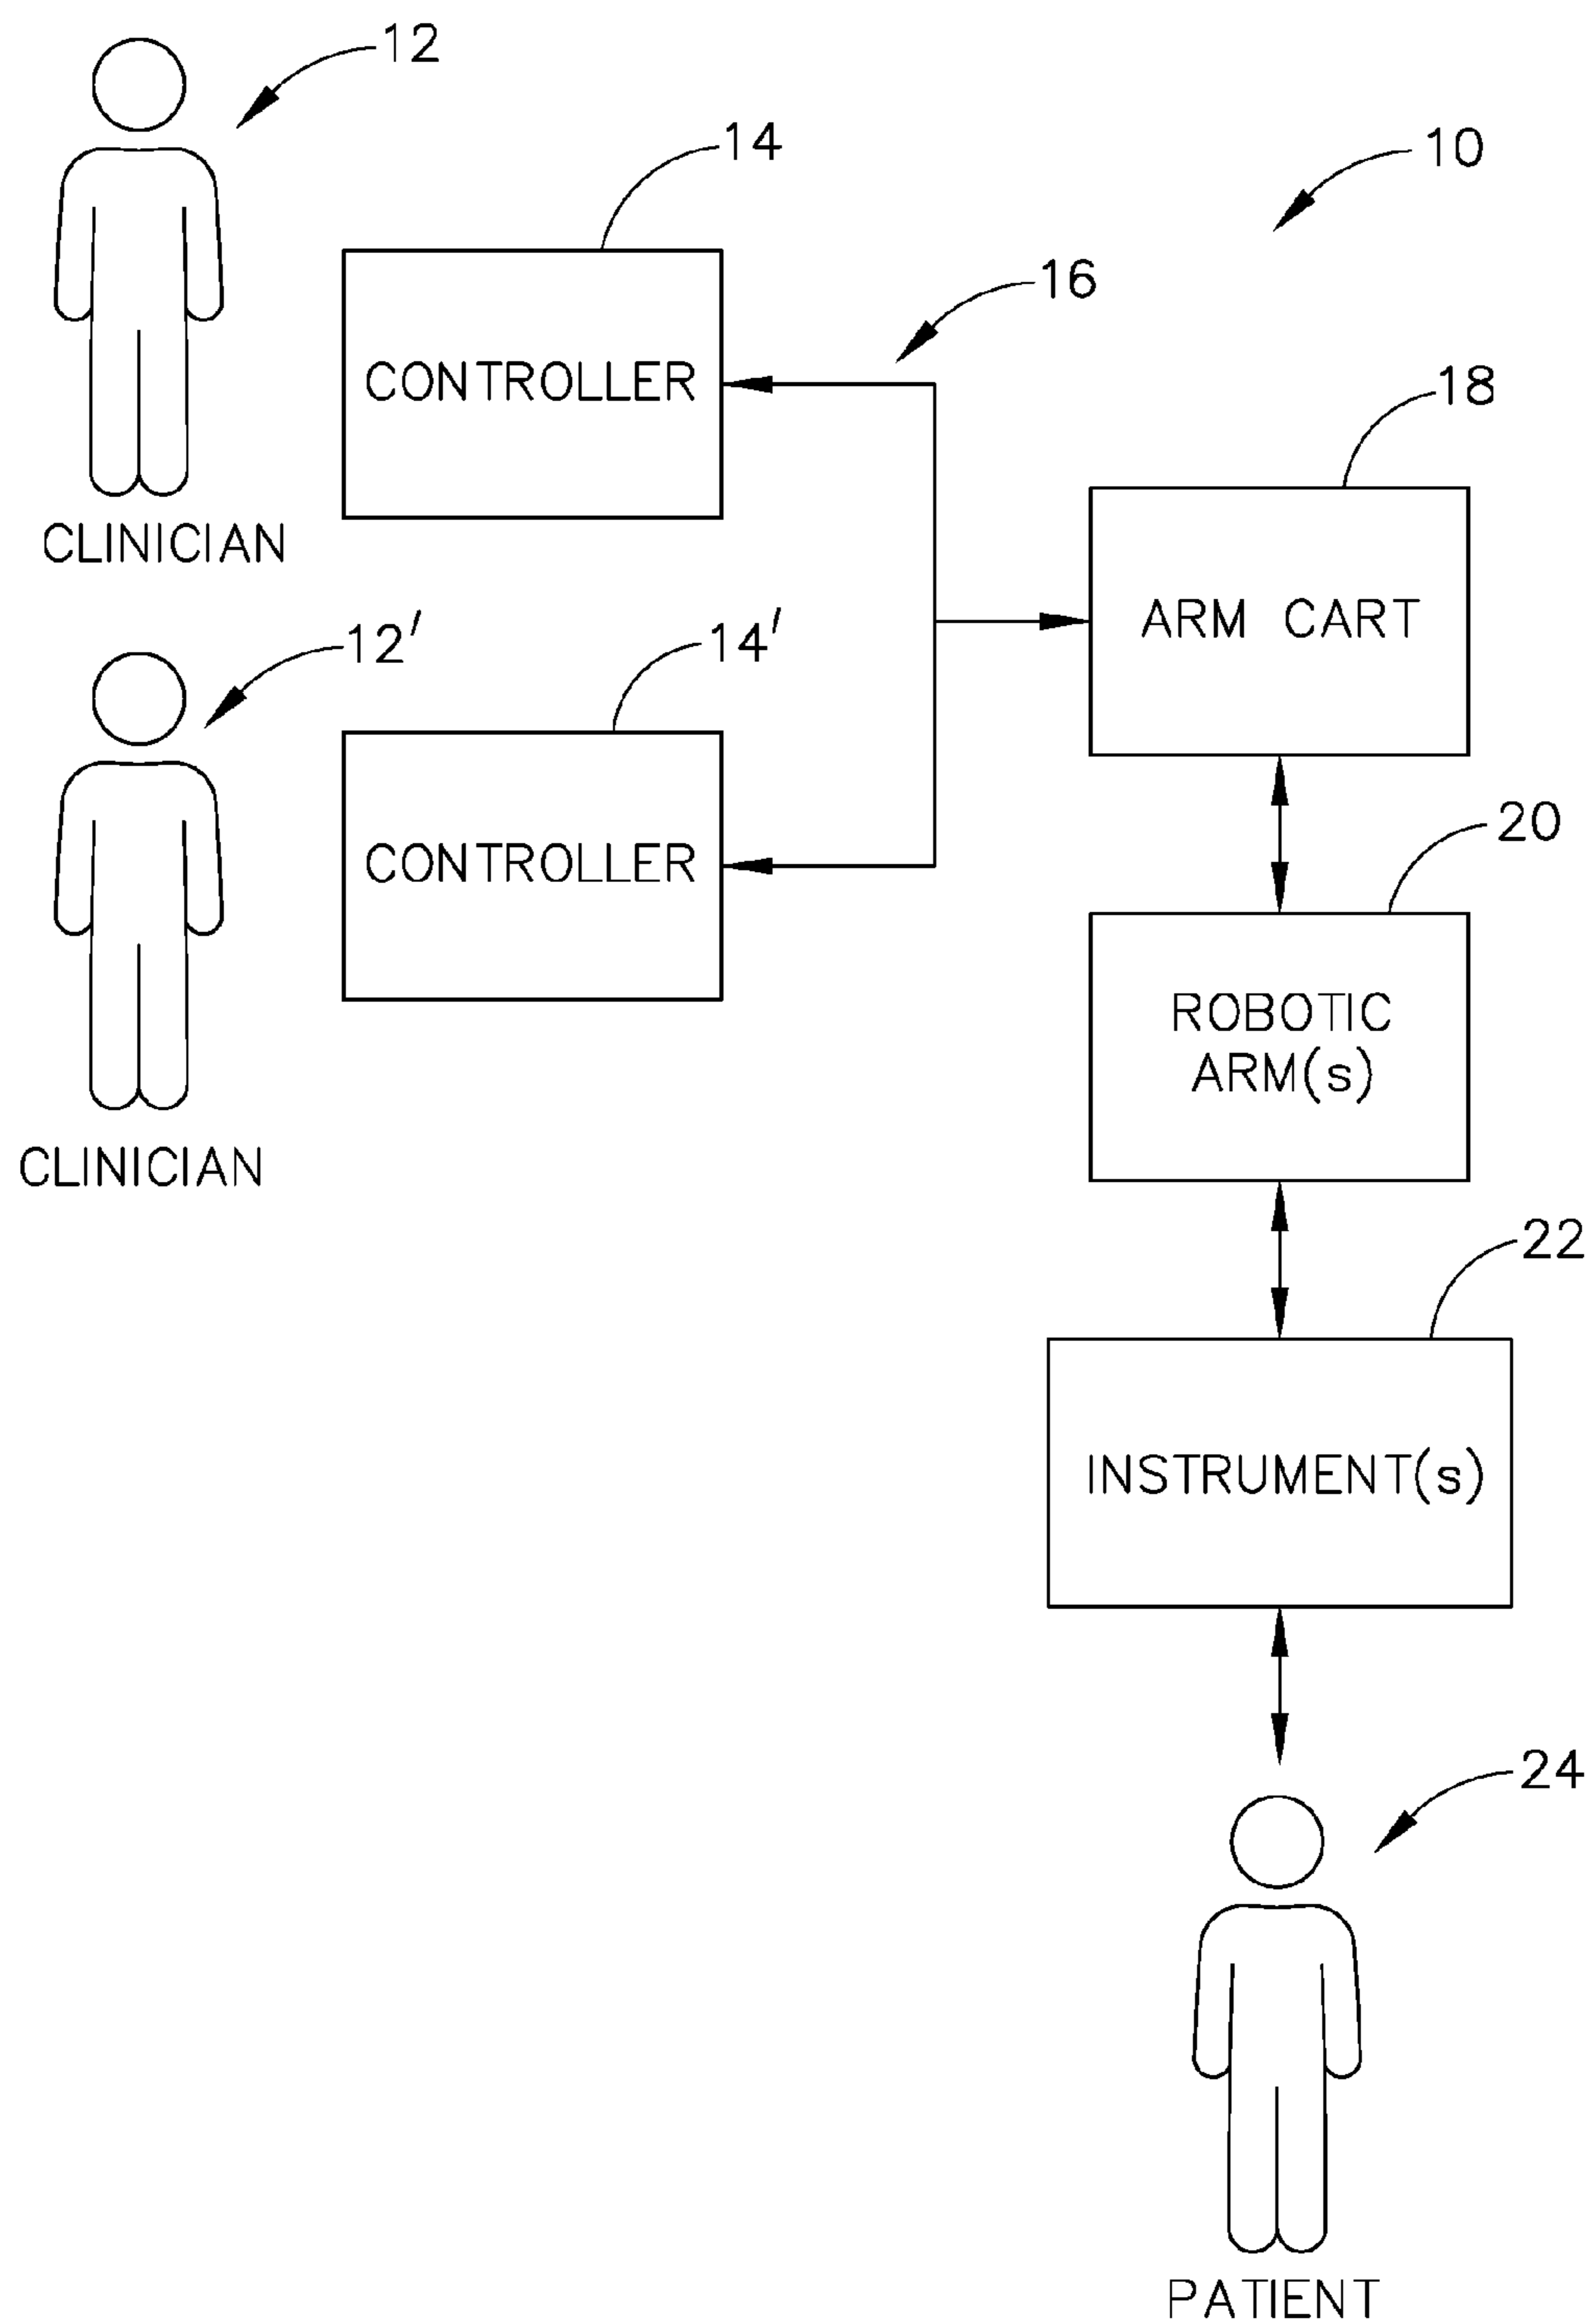 12
14
10
16
CONTROLLER
18
CLINICIAN
ARM CART
12'
14'
20
CONTROLLER
ROBOTIC
ARM(s)
CLINICIAN
22
INSTRUMENT(s)
24
PATIENT